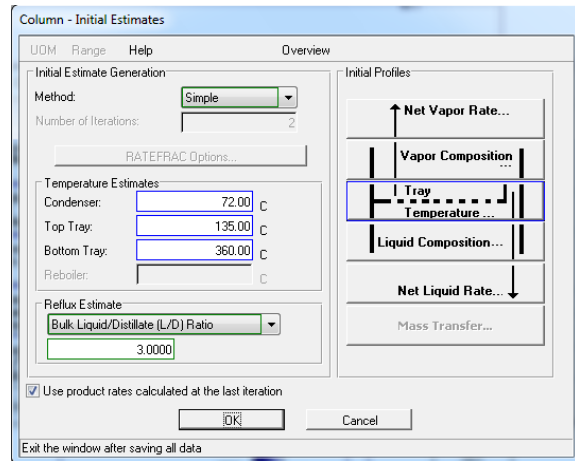 Column - Initial Estimates
UOM Range Help Overview
Initial Estimate Generation
Method: Simple
Number of Iterations: 2
RATEFRAC Options...
Temperature Estimates
Condenser: 72.00 C
Top Tray: 135.00 C
Bottom Tray: 360.00 C
Reboiler: C
Reflux Estimate
Bulk Liquid/Distillate (L/D) Ratio
3.0000
Initial Profiles
Net Vapor Rate...
Vapor Composition
...
Tray
Temperature ...
Liquid Composition...
Net Liquid Rate...
Mass Transfer...
Use product rates calculated at the last iteration
OK Cancel
Exit the window after saving all data